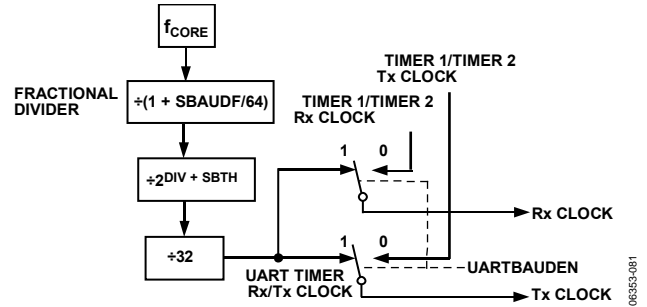 fCORE
TIMER 1/TIMER 2
Tx CLOCK
FRACTIONAL
DIVIDER
÷(1 + SBAUDF/64)
TIMER 1/TIMER 2
Rx CLOCK
1 0
÷2DIV + SBTH
Rx CLOCK
÷32
1 0
UART TIMER
Rx/Tx CLOCK
UARTBAUDEN
Tx CLOCK
06353-081